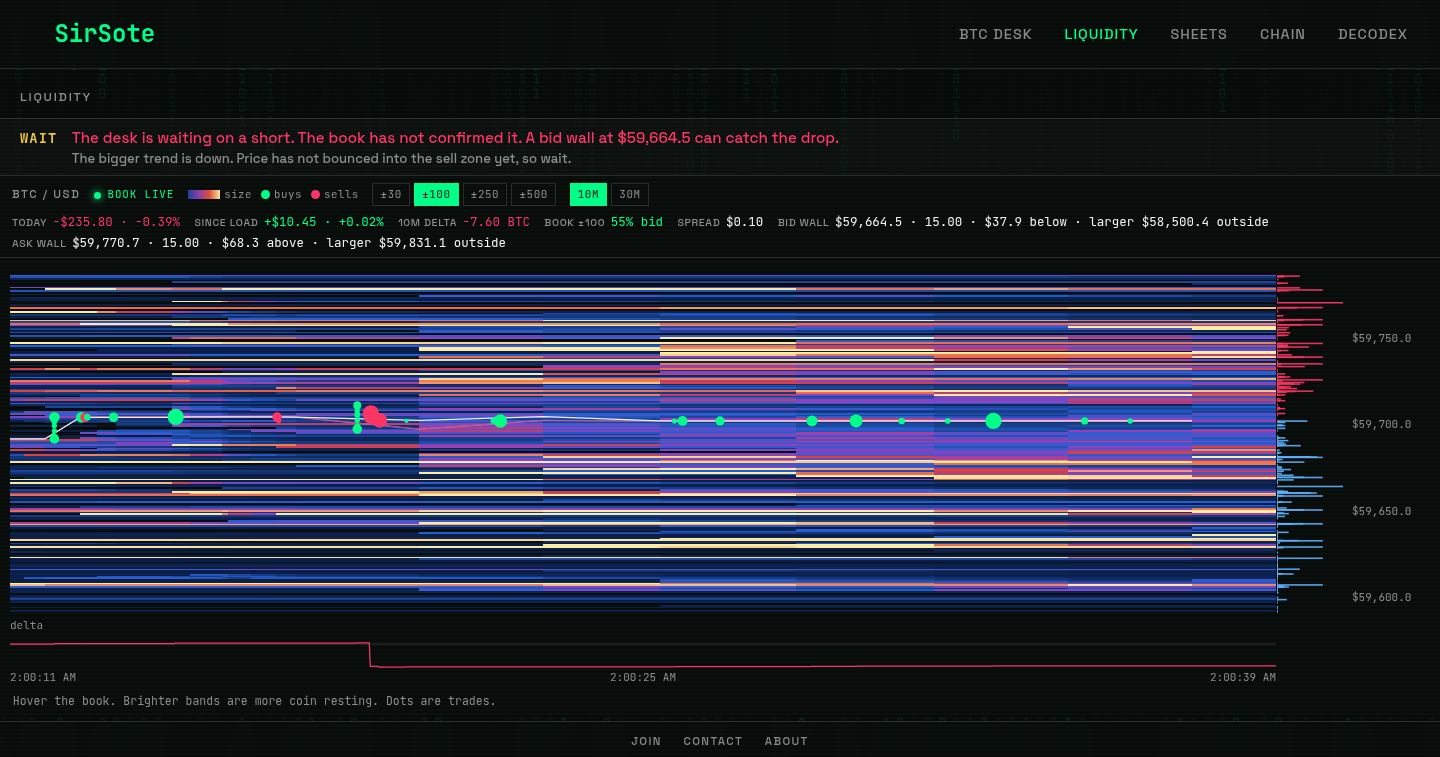 SirSote
BTC DESK LIQUIDITY SHEETS CHAIN DECODEX
LIQUIDITY
WAIT The desk is waiting on a short. The book has not confirmed it. A bid wall at $59,664.5 can catch the drop.
The bigger trend is down. Price has not bounced into the sell zone yet, so wait.
BTC / USD BOOK LIVE size buys sells ±30 ±100 ±250 ±500 10M 30M
TODAY -$235.80 · -0.39% SINCE LOAD +$10.45 · +0.02% 10M DELTA -7.60 BTC BOOK ±100 55% bid SPREAD $0.10 BID WALL $59,664.5 · 15.00 · $37.9 below · larger $58,500.4 outside
ASK WALL $59,770.7 · 15.00 · $68.3 above · larger $59,831.1 outside
$59,750.0
$59,700.0
$59,650.0
$59,600.0
delta
2:00:11 AM 2:00:25 AM 2:00:39 AM
Hover the book. Brighter bands are more coin resting. Dots are trades.
JOIN CONTACT ABOUT